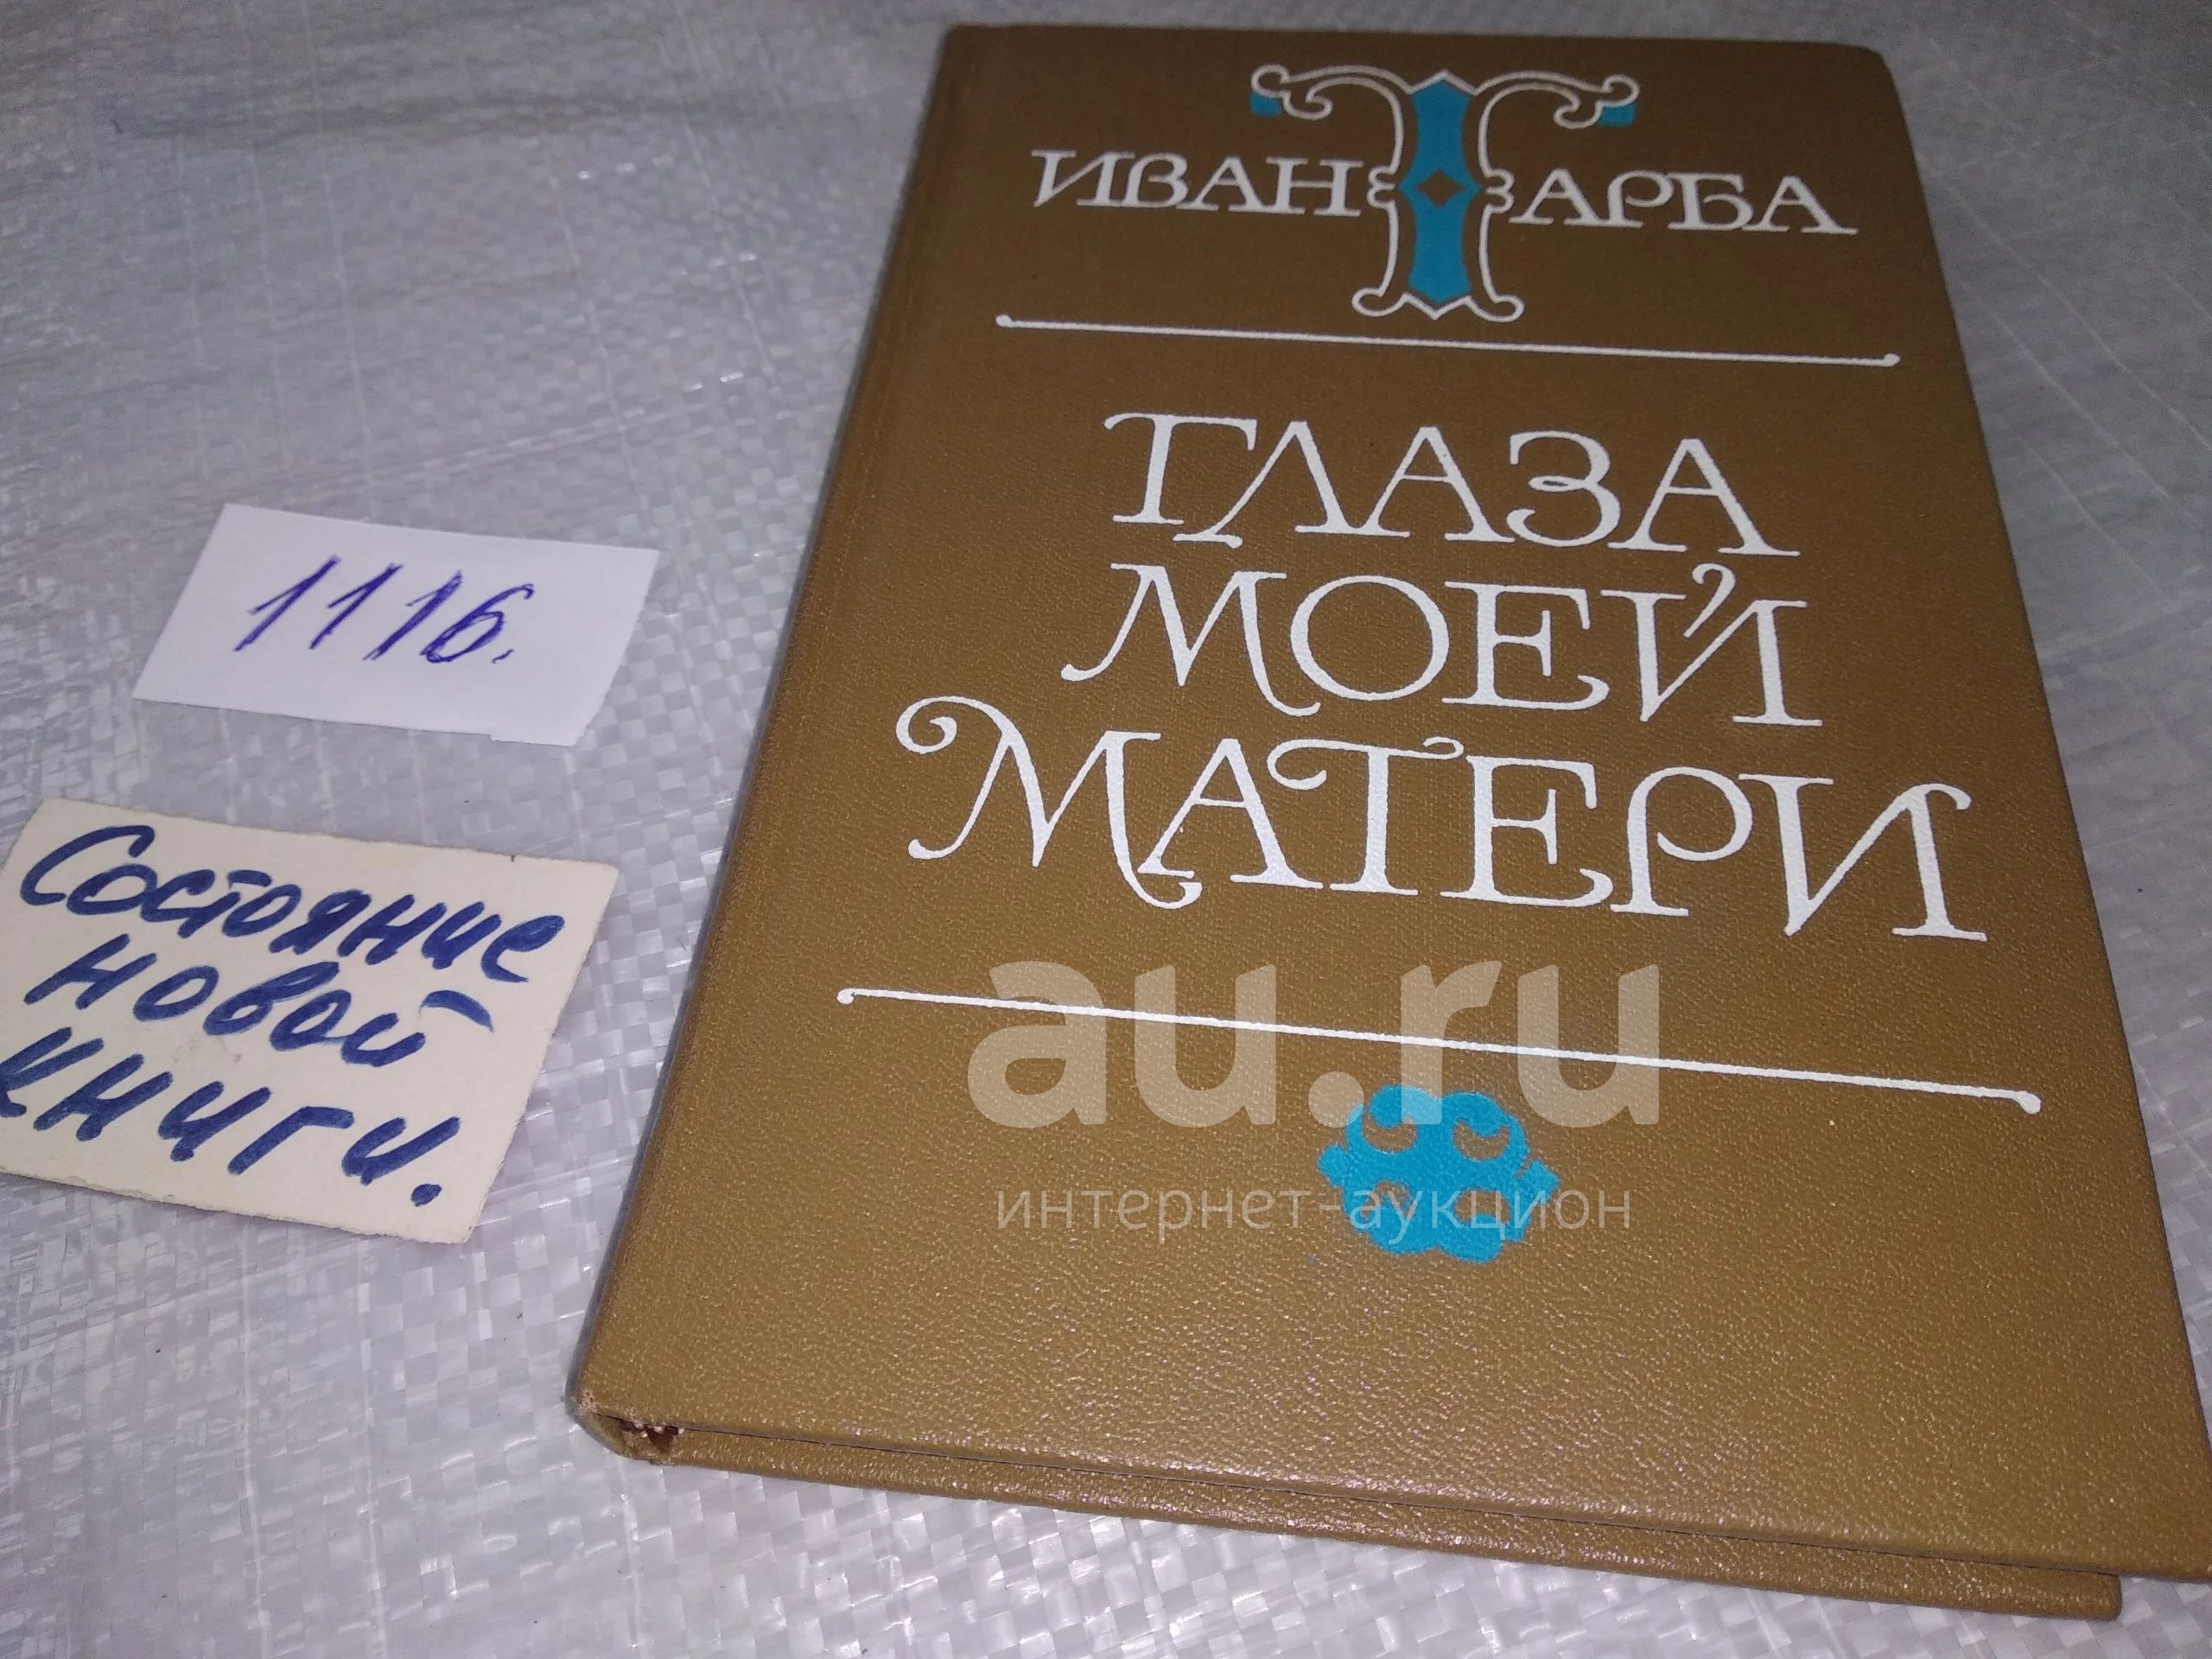 ИВАН ТАРБА
ГЛАЗА
МОЕЙ
МАТЕРИ
1116.
Состояние
новой
книги.
au.ru
интернет-аукцион